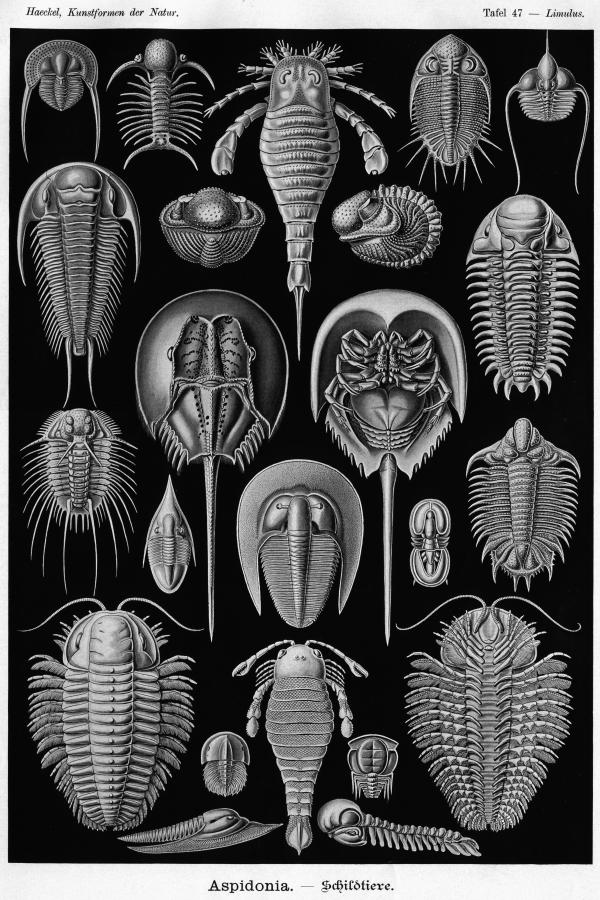 Haeckel, Kunstformen der Natur.
Tafel 47 — Limulus.
Aspidonia. — Schildtiere.